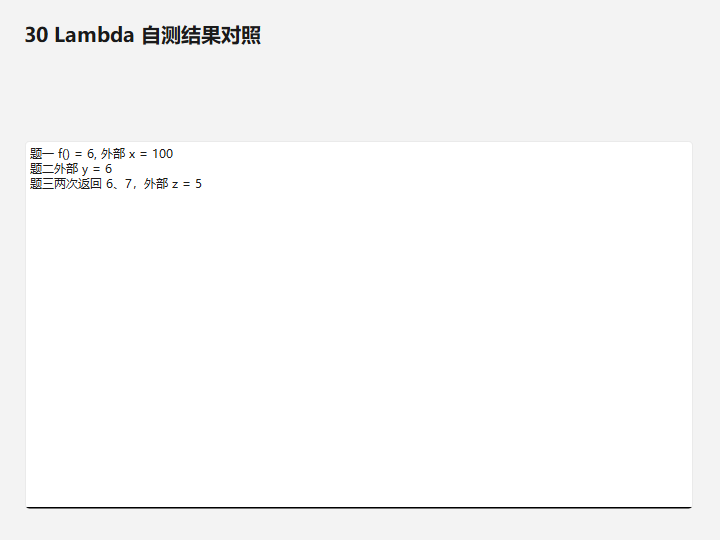 30 Lambda 自测结果对照
题一 f() = 6, 外部 x = 100
题二外部 y = 6
题三两次返回 6、7，外部 z = 5